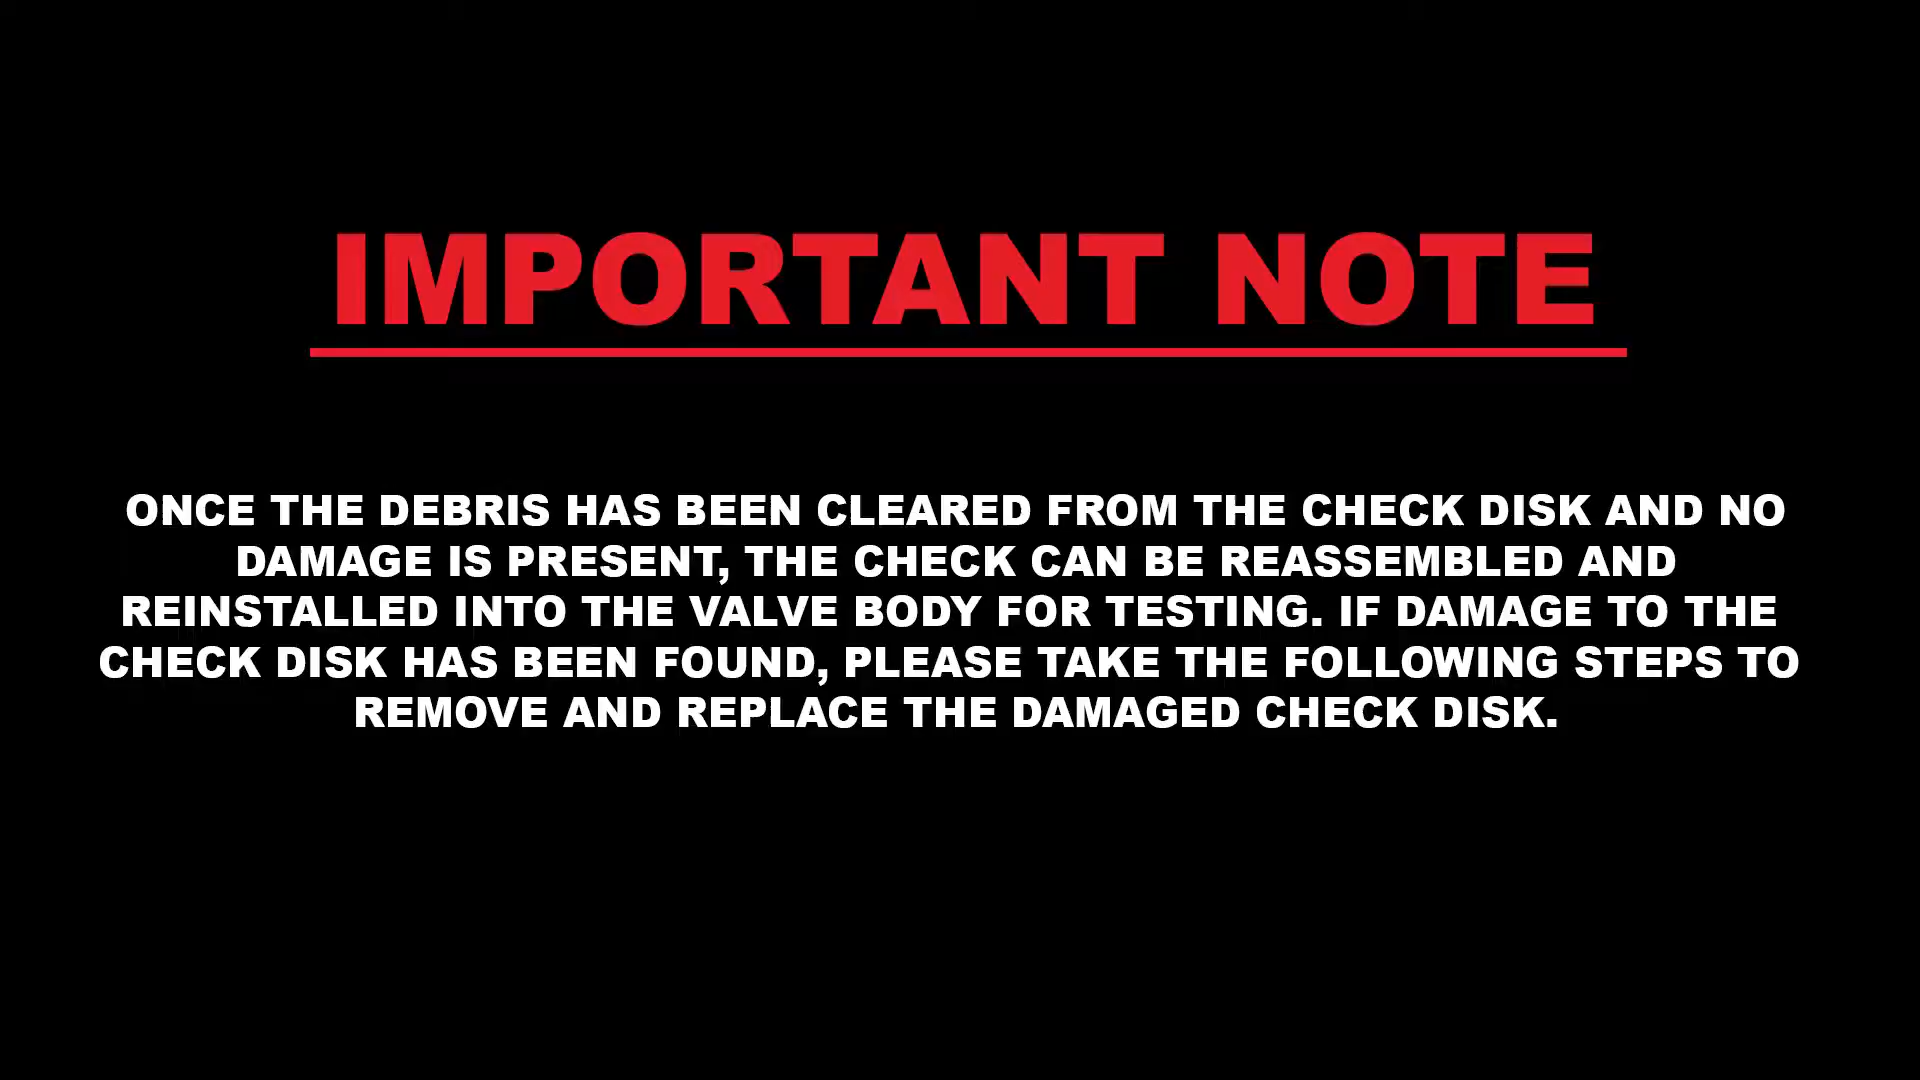 IMPORTANT NOTE
ONCE THE DEBRIS HAS BEEN CLEARED FROM THE CHECK DISK AND NO
DAMAGE IS PRESENT, THE CHECK CAN BE REASSEMBLED AND
REINSTALLED INTO THE VALVE BODY FOR TESTING. IF DAMAGE TO THE
CHECK DISK HAS BEEN FOUND, PLEASE TAKE THE FOLLOWING STEPS TO
REMOVE AND REPLACE THE DAMAGED CHECK DISK.